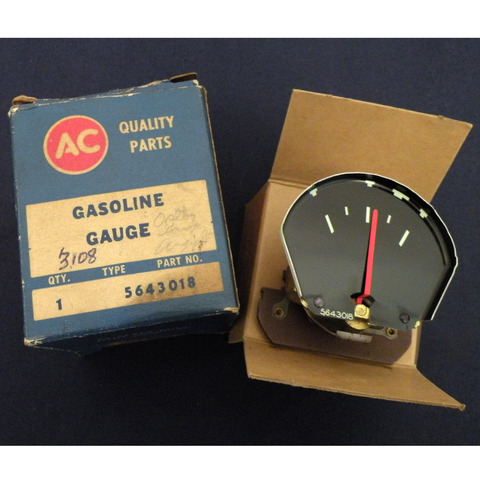 AC
QUALITY
PARTS
GASOLINE
GAUGE
3108
QTY. TYPE PART NO.
1 5643018
5643018